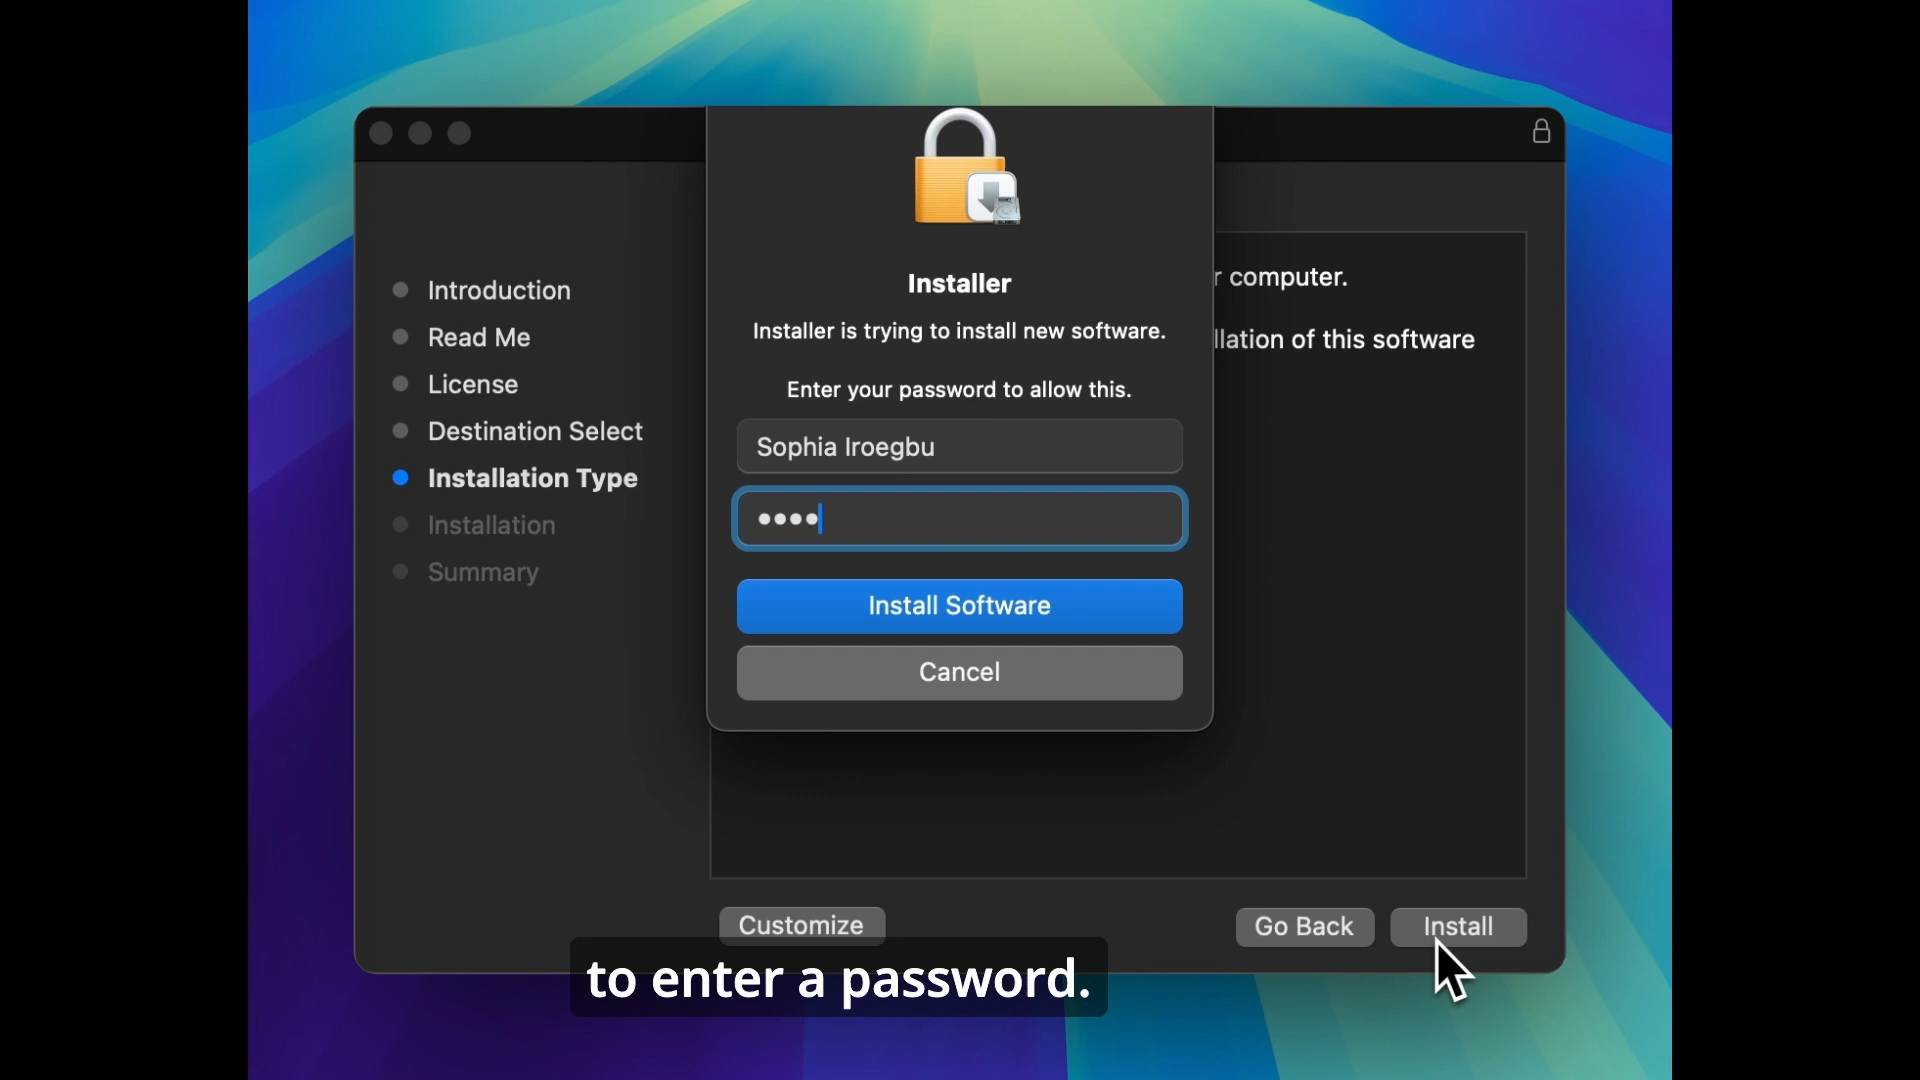 Introduction
Read Me
License
Destination Select
Installation Type
Installation
Summary
Installer
Installer is trying to install new software.
Enter your password to allow this.
Sophia Iroegbu
Install Software
Cancel
r computer.
llation of this software
Customize
Go Back
Install
to enter a password.